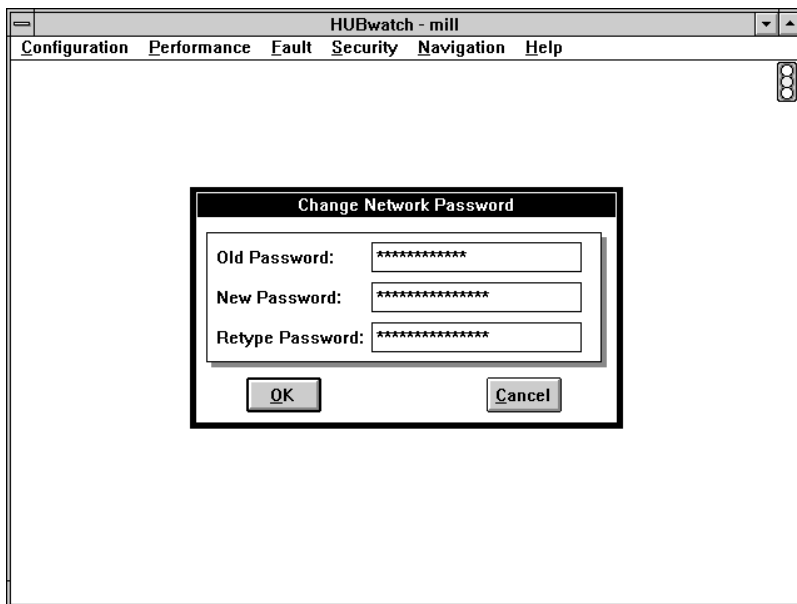 HUBwatch - mill
Configuration Performance Fault Security Navigation Help
Change Network Password
Old Password: ************
New Password: ***************
Retype Password: ***************
OK Cancel